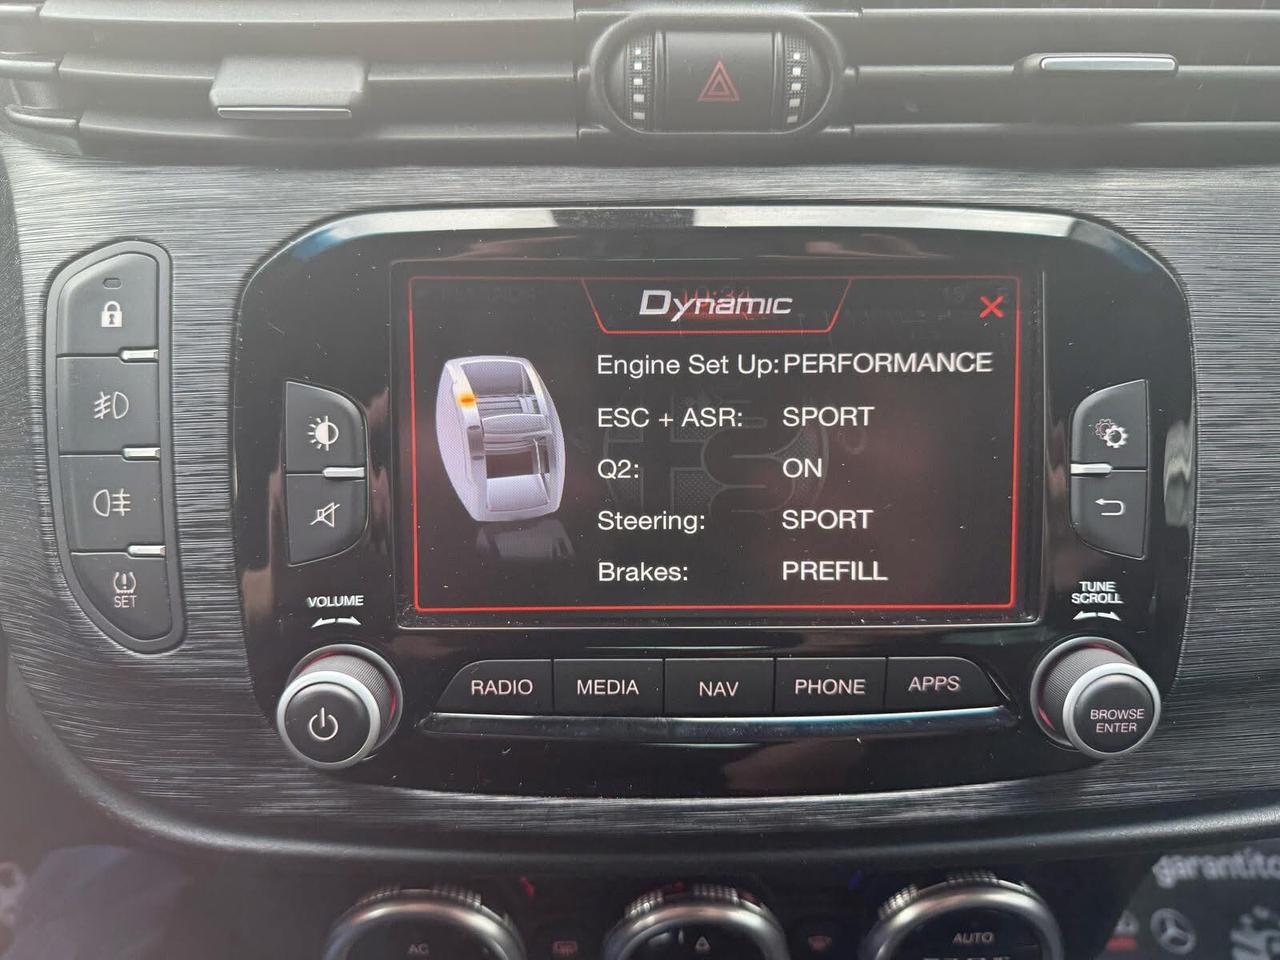 Dynamic
Engine Set Up: PERFORMANCE
ESC + ASR: SPORT
Q2: ON
Steering: SPORT
Brakes: PREFILL
SET
VOLUME
TUNE
SCROLL
RADIO MEDIA NAV PHONE APPS
BROWSE
ENTER
AC
AUTO